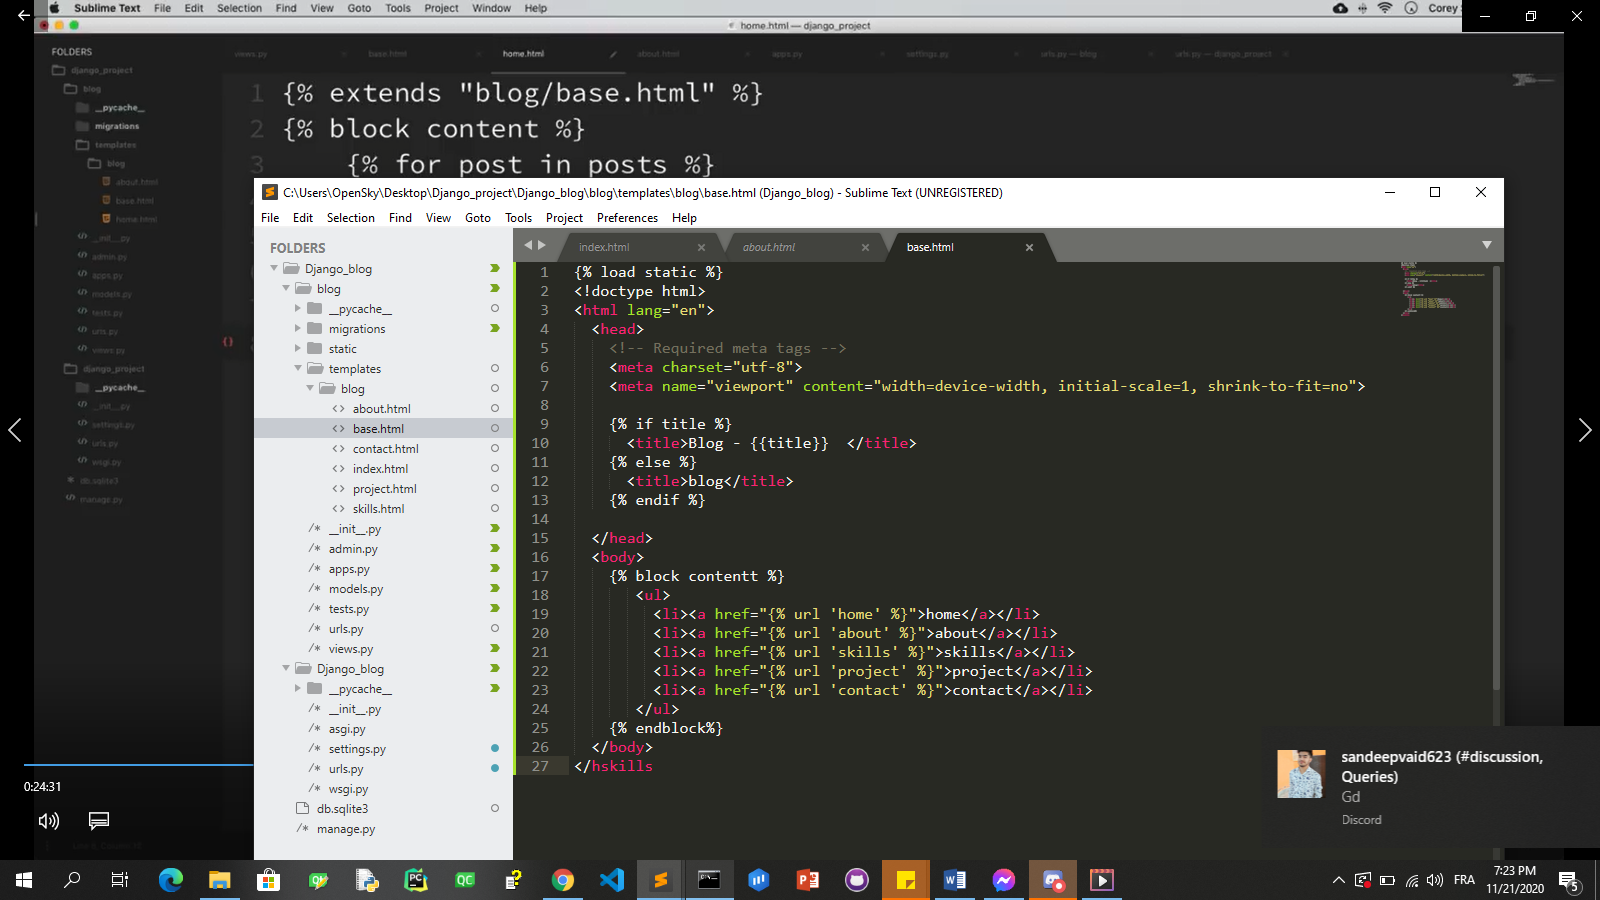 Sublime Text File Edit Selection Find View Goto Tools Project Window Help
Corey
home.html — django_project
FOLDERS
views.py base.html home.html about.html apps.py settings.py urls.py — blog urls.py — django_project
django_project
blog
__pycache__
migrations
templates
blog
about.html
base.html
home.html
__init__.py
admin.py
apps.py
models.py
tests.py
urls.py
views.py
django_project
__pycache__
__init__.py
settings.py
urls.py
wsgi.py
db.sqlite3
manage.py
1 {% extends "blog/base.html" %}
2 {% block content %}
3 {% for post in posts %}
C:\Users\OpenSky\Desktop\Django_project\Django_blog\blog\templates\blog\base.html (Django_blog) - Sublime Text (UNREGISTERED)
File Edit Selection Find View Goto Tools Project Preferences Help
FOLDERS
Django_blog
blog
__pycache__
migrations
static
templates
blog
about.html
base.html
contact.html
index.html
project.html
skills.html
__init__.py
admin.py
apps.py
models.py
tests.py
urls.py
views.py
Django_blog
__pycache__
__init__.py
asgi.py
settings.py
urls.py
wsgi.py
db.sqlite3
manage.py
index.html about.html base.html
1 {% load static %}
2 <!doctype html>
3 <html lang="en">
4 <head>
5 <!-- Required meta tags -->
6 <meta charset="utf-8">
7 <meta name="viewport" content="width=device-width, initial-scale=1, shrink-to-fit=no">
8
9 {% if title %}
10 <title>Blog - {{title}}  </title>
11 {% else %}
12 <title>blog</title>
13 {% endif %}
14
15 </head>
16 <body>
17 {% block contentt %}
18 <ul>
19 <li><a href="{% url 'home' %}">home</a></li>
20 <li><a href="{% url 'about' %}">about</a></li>
21 <li><a href="{% url 'skills' %}">skills</a></li>
22 <li><a href="{% url 'project' %}">project</a></li>
23 <li><a href="{% url 'contact' %}">contact</a></li>
24 </ul>
25 {% endblock%}
26 </body>
27 </hskills
0:24:31
sandeepvaid623 (#discussion,
Queries)
Gd
Discord
FRA
7:23 PM
11/21/2020
5